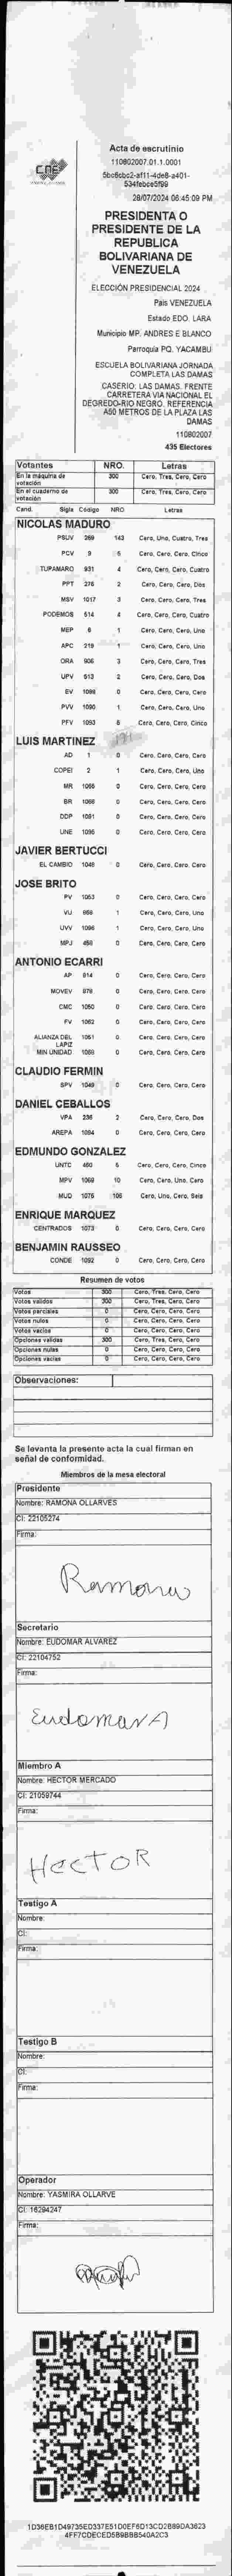 CNE
Acta de escrutinio
110802007.01.1.0001
28/07/2024 06:45:09 PM
PRESIDENTA O
PRESIDENTE DE LA
REPUBLICA
BOLIVARIANA DE
VENEZUELA
ELECCIÓN PRESIDENCIAL 2024
País VENEZUELA
Estado EDO. LARA
Municipio MP. ANDRES E BLANCO
Parroquia PQ. YACAMBU
ESCUELA BOLIVARIANA JORNADA
COMPLETA LAS DAMAS
CASERIO: LAS DAMAS. FRENTE
CARRETERA VIA NACIONAL EL
DEGREDO-RIO NEGRO. REFERENCIA
A50 METROS DE LA PLAZA LAS
DAMAS
110802007
435 Electores
Votantes NRO. Letras
En la máquina de votación 300 Cero, Tres, Cero, Cero
En el cuaderno de votación 300 Cero, Tres, Cero, Cero
Cand. Sigla Código NRO Letras
NICOLAS MADURO
PSUV 269 143 Cero, Uno, Cuatro, Tres
PCV 9 5 Cero, Cero, Cero, Cinco
TUPAMARO 931 4 Cero, Cero, Cero, Cuatro
PPT 276 2 Cero, Cero, Cero, Dos
MSV 1017 3 Cero, Cero, Cero, Tres
PODEMOS 514 4 Cero, Cero, Cero, Cuatro
MEP 6 1 Cero, Cero, Cero, Uno
APC 219 1 Cero, Cero, Cero, Uno
ORA 906 3 Cero, Cero, Cero, Tres
UPV 513 2 Cero, Cero, Cero, Dos
EV 1088 0 Cero, Cero, Cero, Cero
PVV 1090 1 Cero, Cero, Cero, Uno
PFV 1093 5 Cero, Cero, Cero, Cinco
LUIS MARTINEZ
AD 1 0 Cero, Cero, Cero, Cero
COPEI 2 1 Cero, Cero, Cero, Uno
MR 1065 0 Cero, Cero, Cero, Cero
BR 1068 0 Cero, Cero, Cero, Cero
DDP 1081 0 Cero, Cero, Cero, Cero
UNE 1095 0 Cero, Cero, Cero, Cero
JAVIER BERTUCCI
EL CAMBIO 1048 0 Cero, Cero, Cero, Cero
JOSE BRITO
PV 1053 0 Cero, Cero, Cero, Cero
VU 868 1 Cero, Cero, Cero, Uno
UVV 1096 1 Cero, Cero, Cero, Uno
MPJ 458 0 Cero, Cero, Cero, Cero
ANTONIO ECARRI
AP 814 0 Cero, Cero, Cero, Cero
MOVEV 878 0 Cero, Cero, Cero, Cero
CMC 1050 0 Cero, Cero, Cero, Cero
FV 1062 0 Cero, Cero, Cero, Cero
ALIANZA DEL LAPIZ 1051 0 Cero, Cero, Cero, Cero
MIN UNIDAD 1059 0 Cero, Cero, Cero, Cero
CLAUDIO FERMIN
SPV 1049 0 Cero, Cero, Cero, Cero
DANIEL CEBALLOS
VPA 236 2 Cero, Cero, Cero, Dos
AREPA 1094 0 Cero, Cero, Cero, Cero
EDMUNDO GONZALEZ
UNTC 460 5 Cero, Cero, Cero, Cinco
MPV 1069 10 Cero, Cero, Uno, Cero
MUD 1075 106 Cero, Uno, Cero, Seis
ENRIQUE MARQUEZ
CENTRADOS 1073 0 Cero, Cero, Cero, Cero
BENJAMIN RAUSSEO
CONDE 1092 0 Cero, Cero, Cero, Cero
Resumen de votos
Votos 300 Cero, Tres, Cero, Cero
Votos validos 300 Cero, Tres, Cero, Cero
Votos parciales 0 Cero, Cero, Cero, Cero
Votos nulos 0 Cero, Cero, Cero, Cero
Votos vacios 0 Cero, Cero, Cero, Cero
Opciones validas 300 Cero, Tres, Cero, Cero
Opciones nulas 0 Cero, Cero, Cero, Cero
Opciones vacias 0 Cero, Cero, Cero, Cero
Observaciones:
Se levanta la presente acta la cual firman en
señal de conformidad.
Miembros de la mesa electoral
Presidente
Nombre: RAMONA OLLARVES
CI: 22105274
Firma:
Ramona
Secretario
Nombre: EUDOMAR ALVAREZ
CI: 22104752
Firma:
Eudomar A
Miembro A
Nombre: HECTOR MERCADO
CI: 21059744
Firma:
HecToR
Testigo A
Nombre:
CI:
Firma:
Testigo B
Nombre:
CI:
Firma:
Operador
Nombre: YASMIRA OLLARVE
CI: 16294247
Firma: